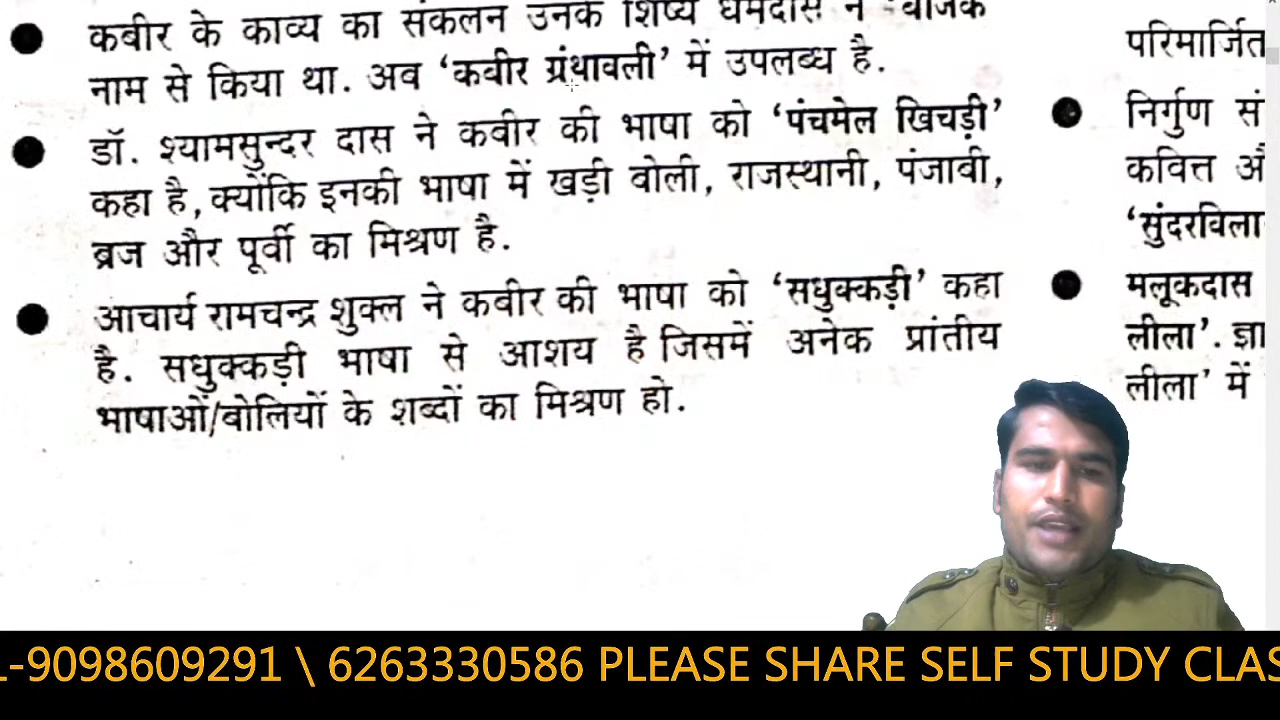 कबीर के काव्य का संकलन उनके शिष्य धर्मदास ने 'बीजक
नाम से किया था. अब 'कबीर ग्रंथावली' में उपलब्ध है.
डॉ. श्यामसुन्दर दास ने कबीर की भाषा को 'पंचमेल खिचड़ी'
कहा है, क्योंकि इनकी भाषा में खड़ी बोली, राजस्थानी, पंजाबी,
ब्रज और पूर्वी का मिश्रण है.
आचार्य रामचन्द्र शुक्ल ने कबीर की भाषा को 'सधुक्कड़ी' कहा
है. सधुक्कड़ी भाषा से आशय है जिसमें अनेक प्रांतीय
भाषाओं/बोलियों के शब्दों का मिश्रण हो.
परिमार्जित
निर्गुण सं
कवित्त औ
'सुंदरविला
मलूकदास
लीला'. ज्ञा
लीला' में
-9098609291 \ 6263330586 PLEASE SHARE SELF STUDY CLAS